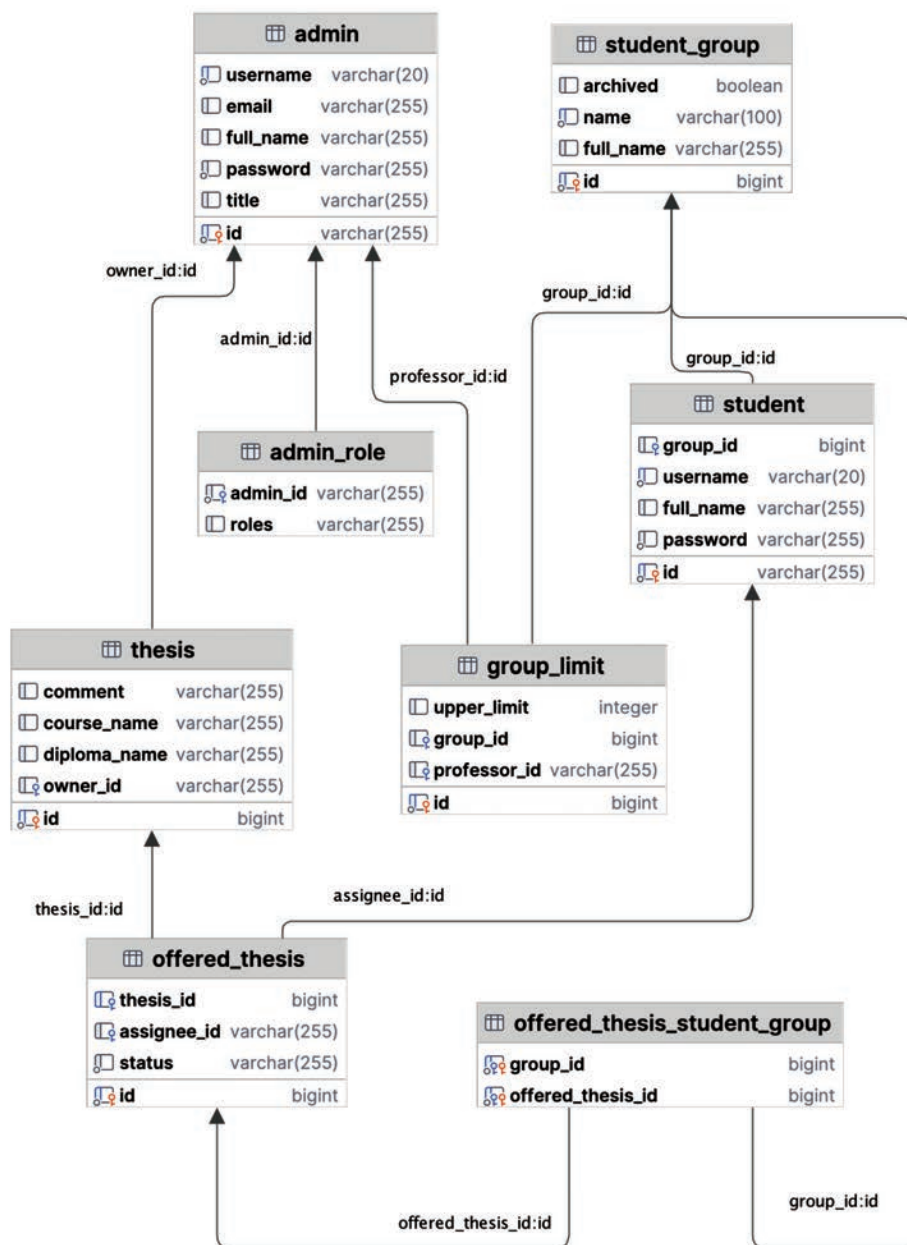 admin
username varchar(20)
email varchar(255)
full_name varchar(255)
password varchar(255)
title varchar(255)
id varchar(255)
student_group
archived boolean
name varchar(100)
full_name varchar(255)
id bigint
owner_id:id
admin_id:id
professor_id:id
group_id:id
group_id:id
student
group_id bigint
username varchar(20)
full_name varchar(255)
password varchar(255)
id varchar(255)
admin_role
admin_id varchar(255)
roles varchar(255)
thesis
comment varchar(255)
course_name varchar(255)
diploma_name varchar(255)
owner_id varchar(255)
id bigint
group_limit
upper_limit integer
group_id bigint
professor_id varchar(255)
id bigint
thesis_id:id
assignee_id:id
offered_thesis
thesis_id bigint
assignee_id varchar(255)
status varchar(255)
id bigint
offered_thesis_student_group
group_id bigint
offered_thesis_id bigint
offered_thesis_id:id
group_id:id